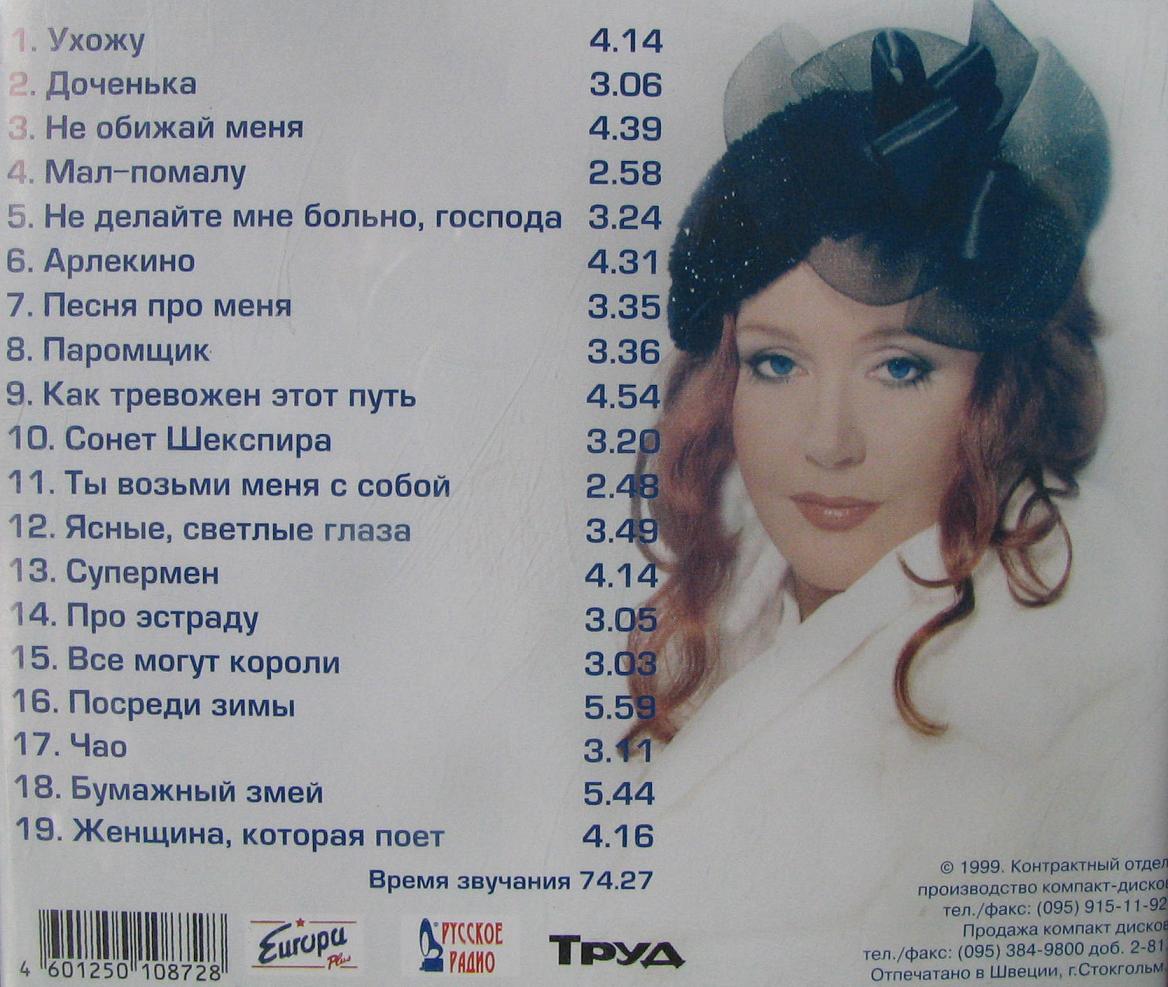 1. Ухожу 4.14
2. Доченька 3.06
3. Не обижай меня 4.39
4. Мал-помалу 2.58
5. Не делайте мне больно, господа 3.24
6. Арлекино 4.31
7. Песня про меня 3.35
8. Паромщик 3.36
9. Как тревожен этот путь 4.54
10. Сонет Шекспира 3.20
11. Ты возьми меня с собой 2.48
12. Ясные, светлые глаза 3.49
13. Супермен 4.14
14. Про эстраду 3.05
15. Все могут короли 3.03
16. Посреди зимы 5.59
17. Чао 3.11
18. Бумажный змей 5.44
19. Женщина, которая поет 4.16
Время звучания 74.27
© 1999. Контрактный отдел
производство компакт-дисков
тел./факс: (095) 915-11-92
Продажа компакт дисков
тел./факс: (095) 384-9800 доб. 2-81
Отпечатано в Швеции, г.Стокгольм
4 601250 108728
Europa Plus
РУССКОЕ
РАДИО
Труд